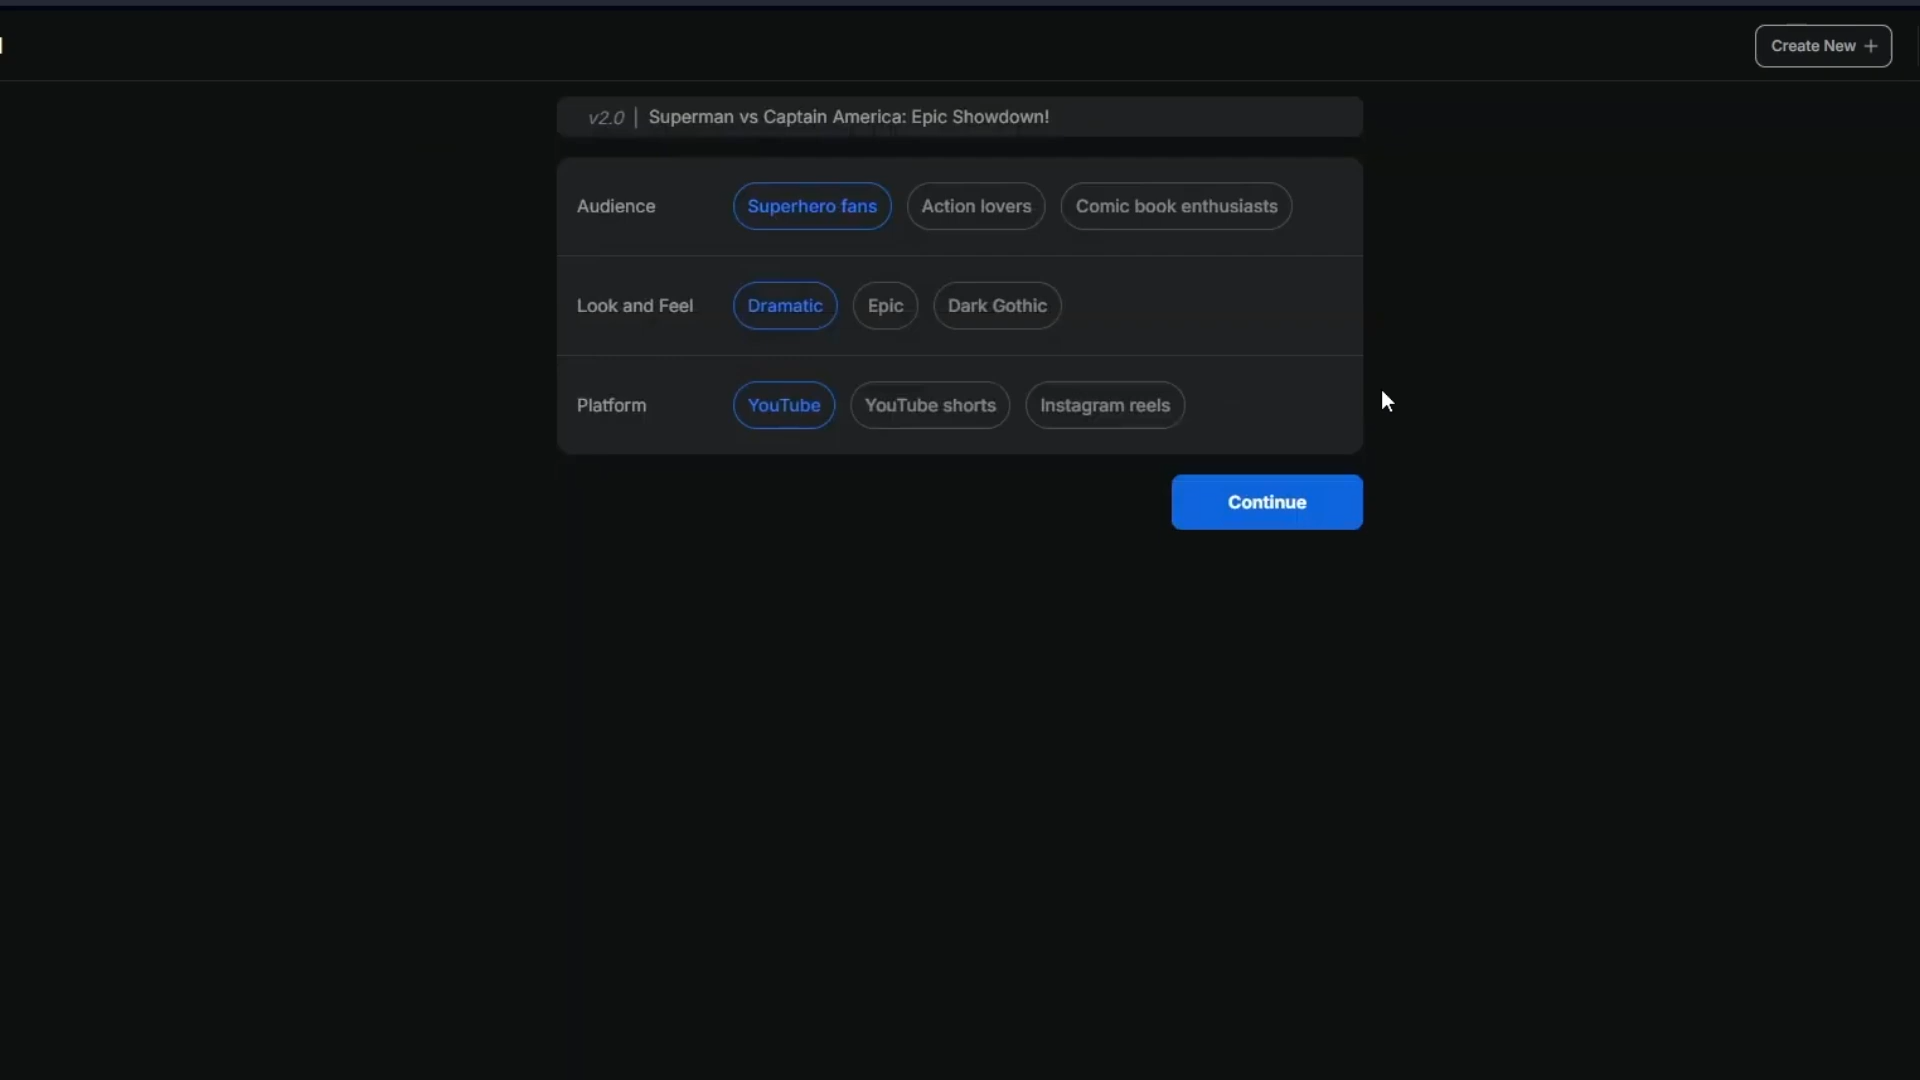 Create New +
v2.0 | Superman vs Captain America: Epic Showdown!
Audience Superhero fans Action lovers Comic book enthusiasts
Look and Feel Dramatic Epic Dark Gothic
Platform YouTube YouTube shorts Instagram reels
Continue